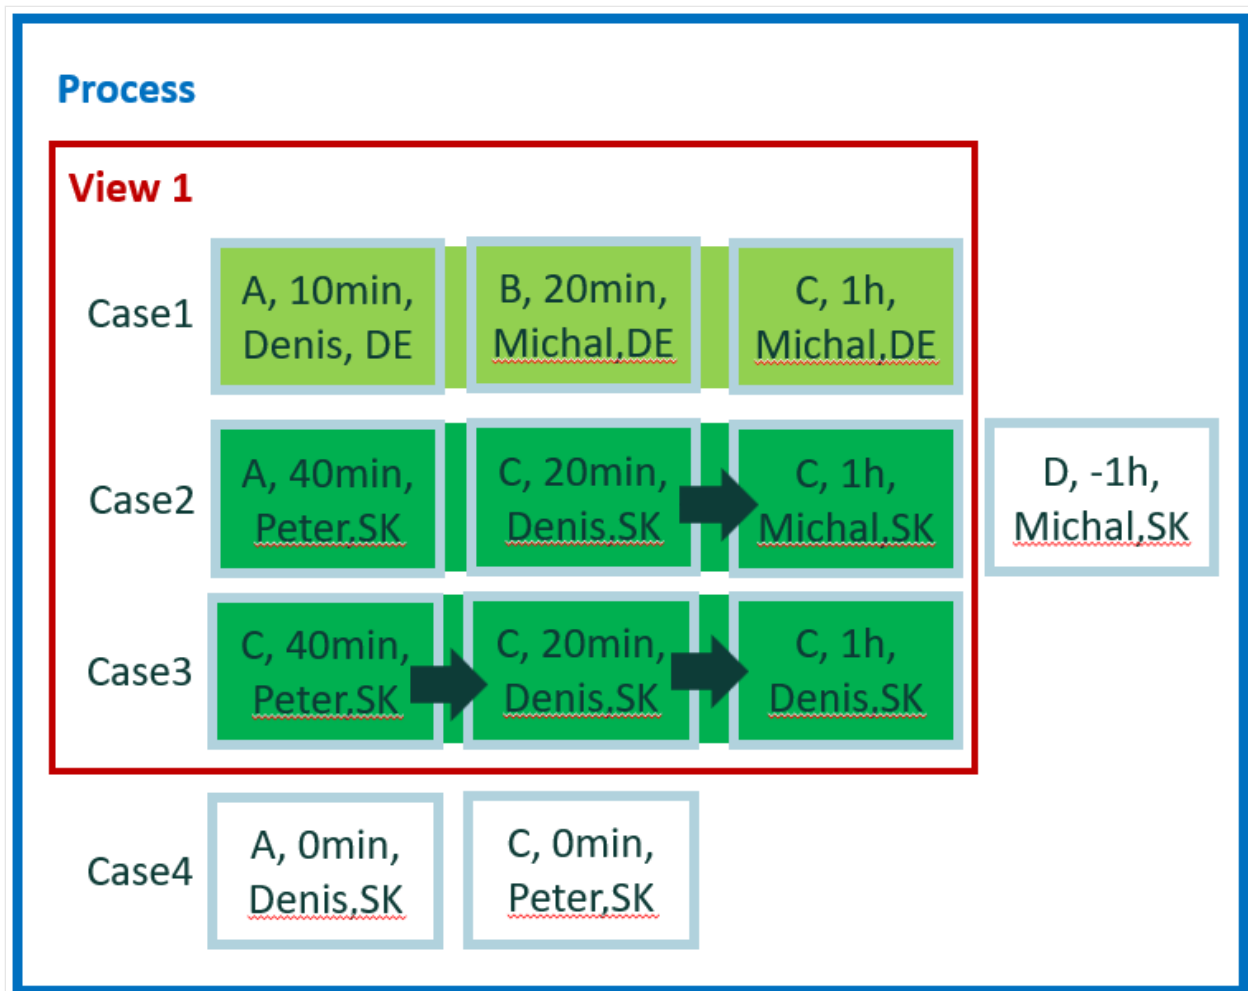 Process
View 1
Case1
A, 10min,
Denis, DE
B, 20min,
Michal,DE
C, 1h,
Michal,DE
Case2
A, 40min,
Peter,SK
C, 20min,
Denis,SK
C, 1h,
Michal,SK
D, -1h,
Michal,SK
Case3
C, 40min,
Peter,SK
C, 20min,
Denis,SK
C, 1h,
Denis,SK
Case4
A, 0min,
Denis,SK
C, 0min,
Peter,SK